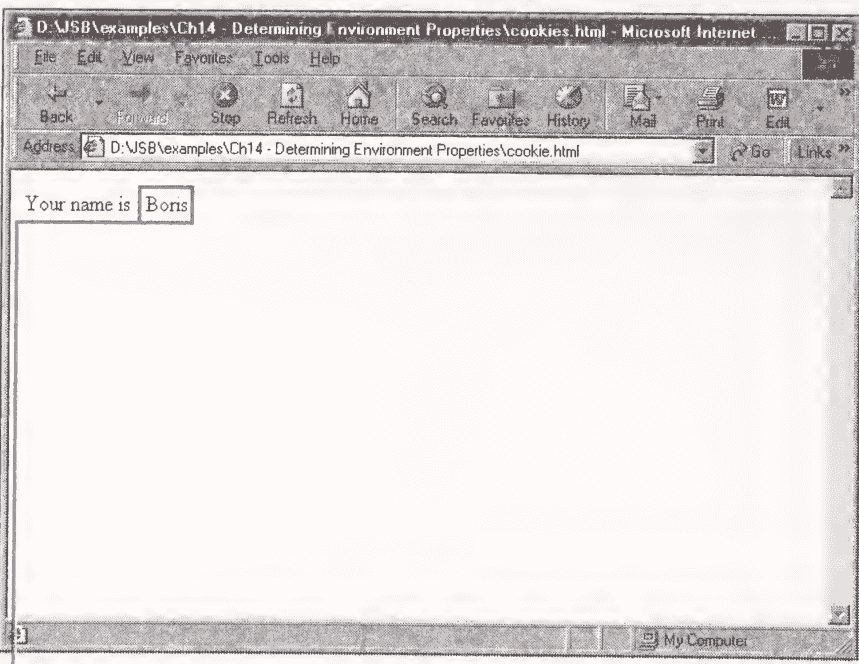 D:\JSB\examples\Ch14 - Determining Environment Properties\cookies.html - Microsoft Internet ...
File Edit View Favorites Tools Help
Back Forward Stop Refresh Home Search Favorites History Mail Print Edit
Address D:\JSB\examples\Ch14 - Determining Environment Properties\cookie.html Go Links
Your name is Boris
My Computer